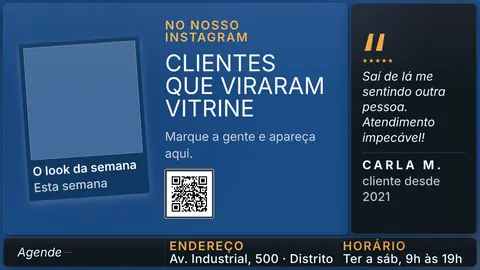 NO NOSSO
INSTAGRAM
CLIENTES
QUE VIRARAM
VITRINE
Marque a gente e apareça
aqui.
O look da semana
Esta semana
"
★★★★★
Saí de lá me
sentindo outra
pessoa.
Atendimento
impecável!
CARLA M.
cliente desde
2021
Agende —
ENDEREÇO
Av. Industrial, 500 · Distrito
HORÁRIO
Ter a sáb, 9h às 19h